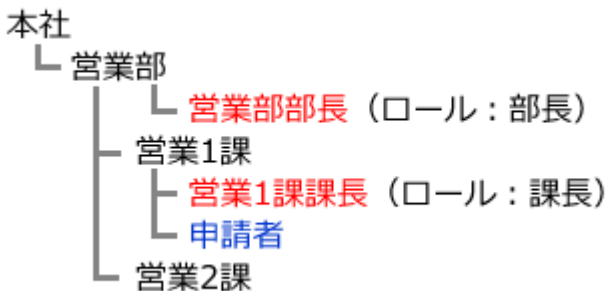 本社
営業部
営業部部長（ロール：部長）
営業1課
営業1課課長（ロール：課長）
申請者
営業2課